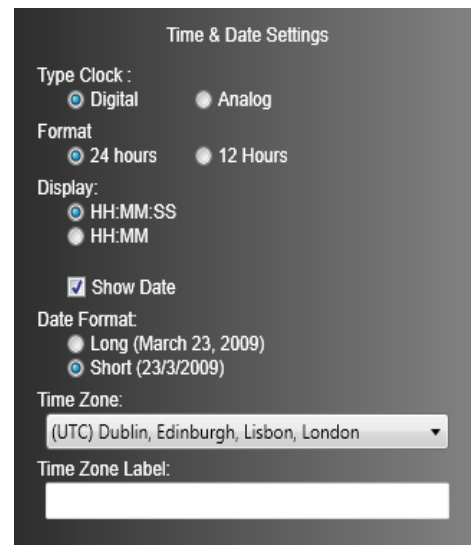 Time & Date Settings
Type Clock :
Digital Analog
Format
24 hours 12 Hours
Display:
HH:MM:SS
HH:MM
Show Date
Date Format:
Long (March 23, 2009)
Short (23/3/2009)
Time Zone:
(UTC) Dublin, Edinburgh, Lisbon, London
Time Zone Label: